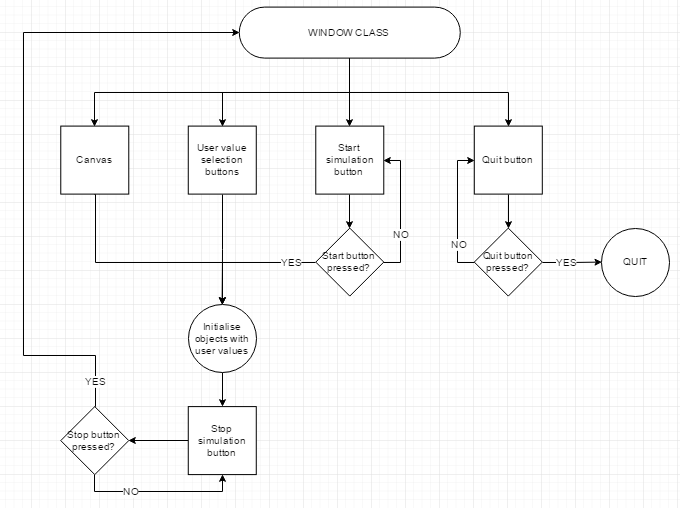 WINDOW CLASS
Canvas
User value
selection
buttons
Start
simulation
button
Quit button
NO
NO
YES
Start button
pressed?
Quit button
pressed?
YES
QUIT
Initialise
objects with
user values
YES
Stop button
pressed?
Stop
simulation
button
NO